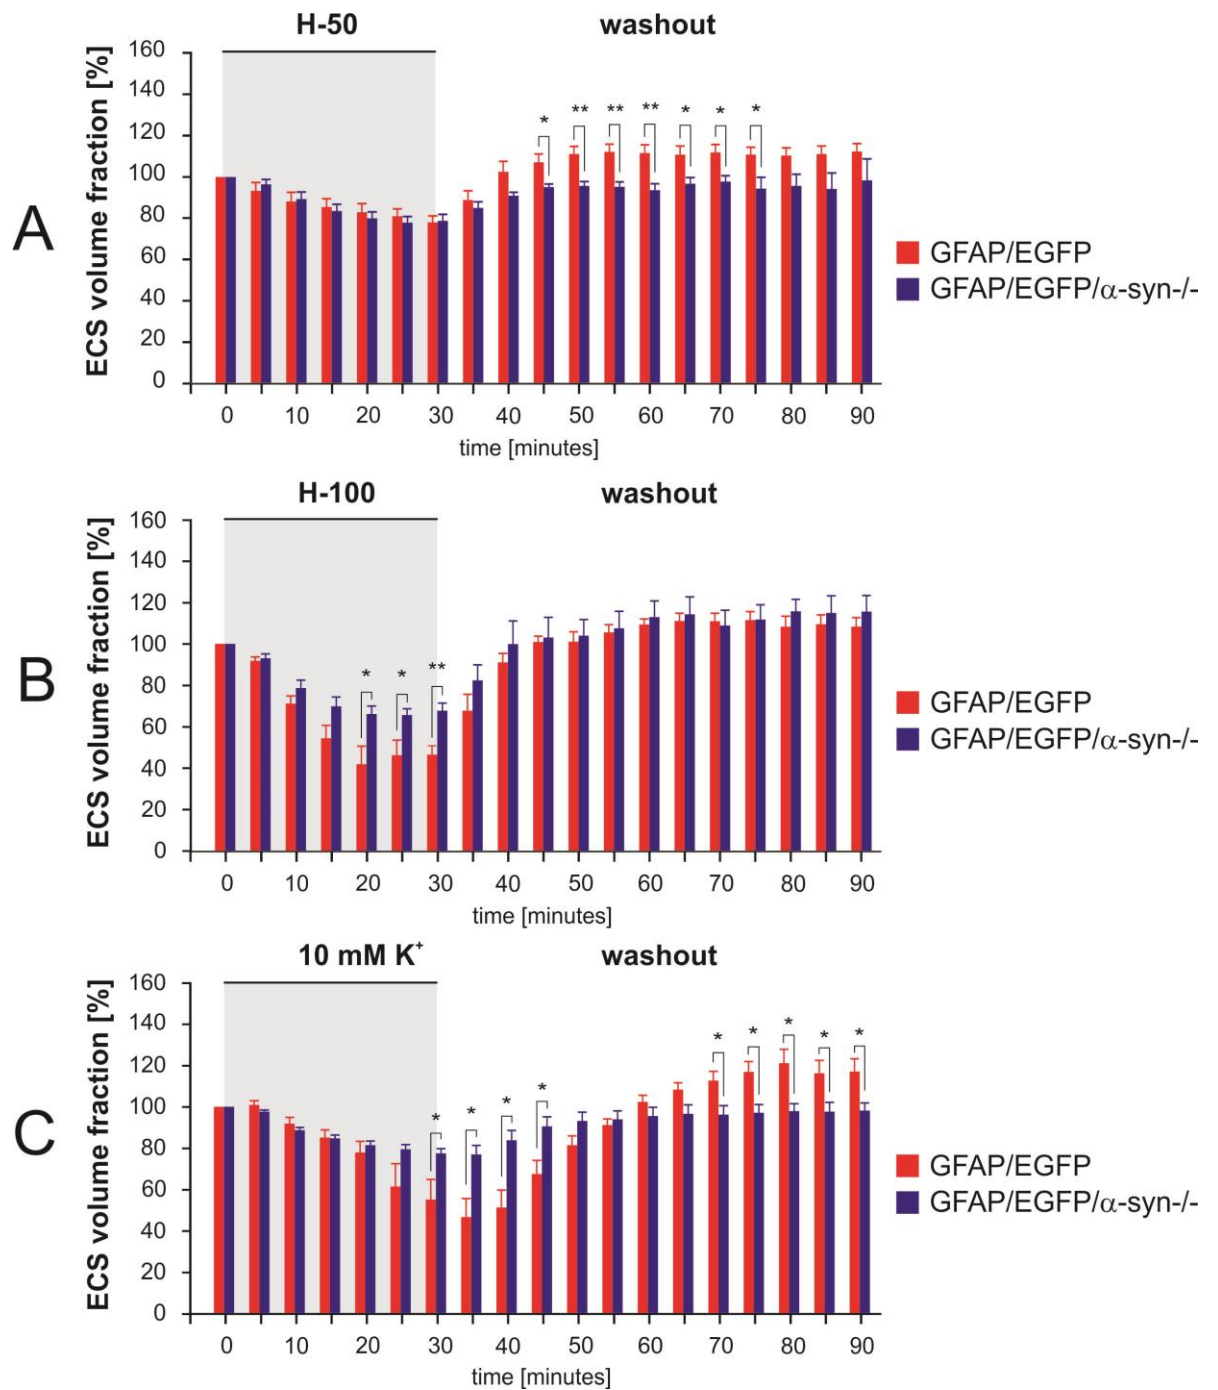 H-50 washout
ECS volume fraction [%]
160
140
120
100
80
60
40
20
0
* ** ** ** * * *
0 10 20 30 40 50 60 70 80 90
time [minutes]
A
GFAP/EGFP
GFAP/EGFP/α-syn-/-
H-100 washout
ECS volume fraction [%]
160
140
120
100
80
60
40
20
0
* * **
0 10 20 30 40 50 60 70 80 90
time [minutes]
B
GFAP/EGFP
GFAP/EGFP/α-syn-/-
10 mM K⁺ washout
ECS volume fraction [%]
160
140
120
100
80
60
40
20
0
* * * * * * * * *
0 10 20 30 40 50 60 70 80 90
time [minutes]
C
GFAP/EGFP
GFAP/EGFP/α-syn-/-